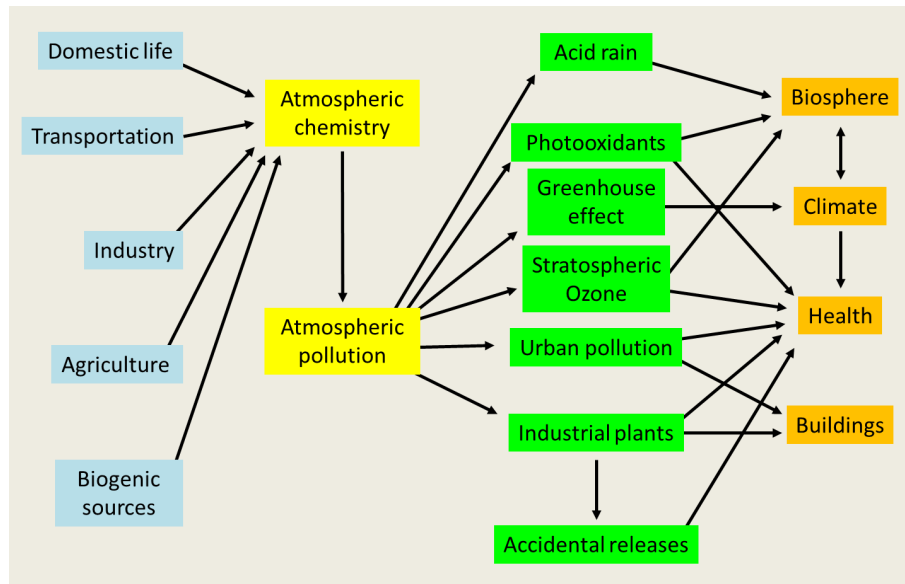 Domestic life
Transportation
Industry
Agriculture
Biogenic
sources
Atmospheric
chemistry
Atmospheric
pollution
Acid rain
Photooxidants
Greenhouse
effect
Stratospheric
Ozone
Urban pollution
Industrial plants
Accidental releases
Biosphere
Climate
Health
Buildings